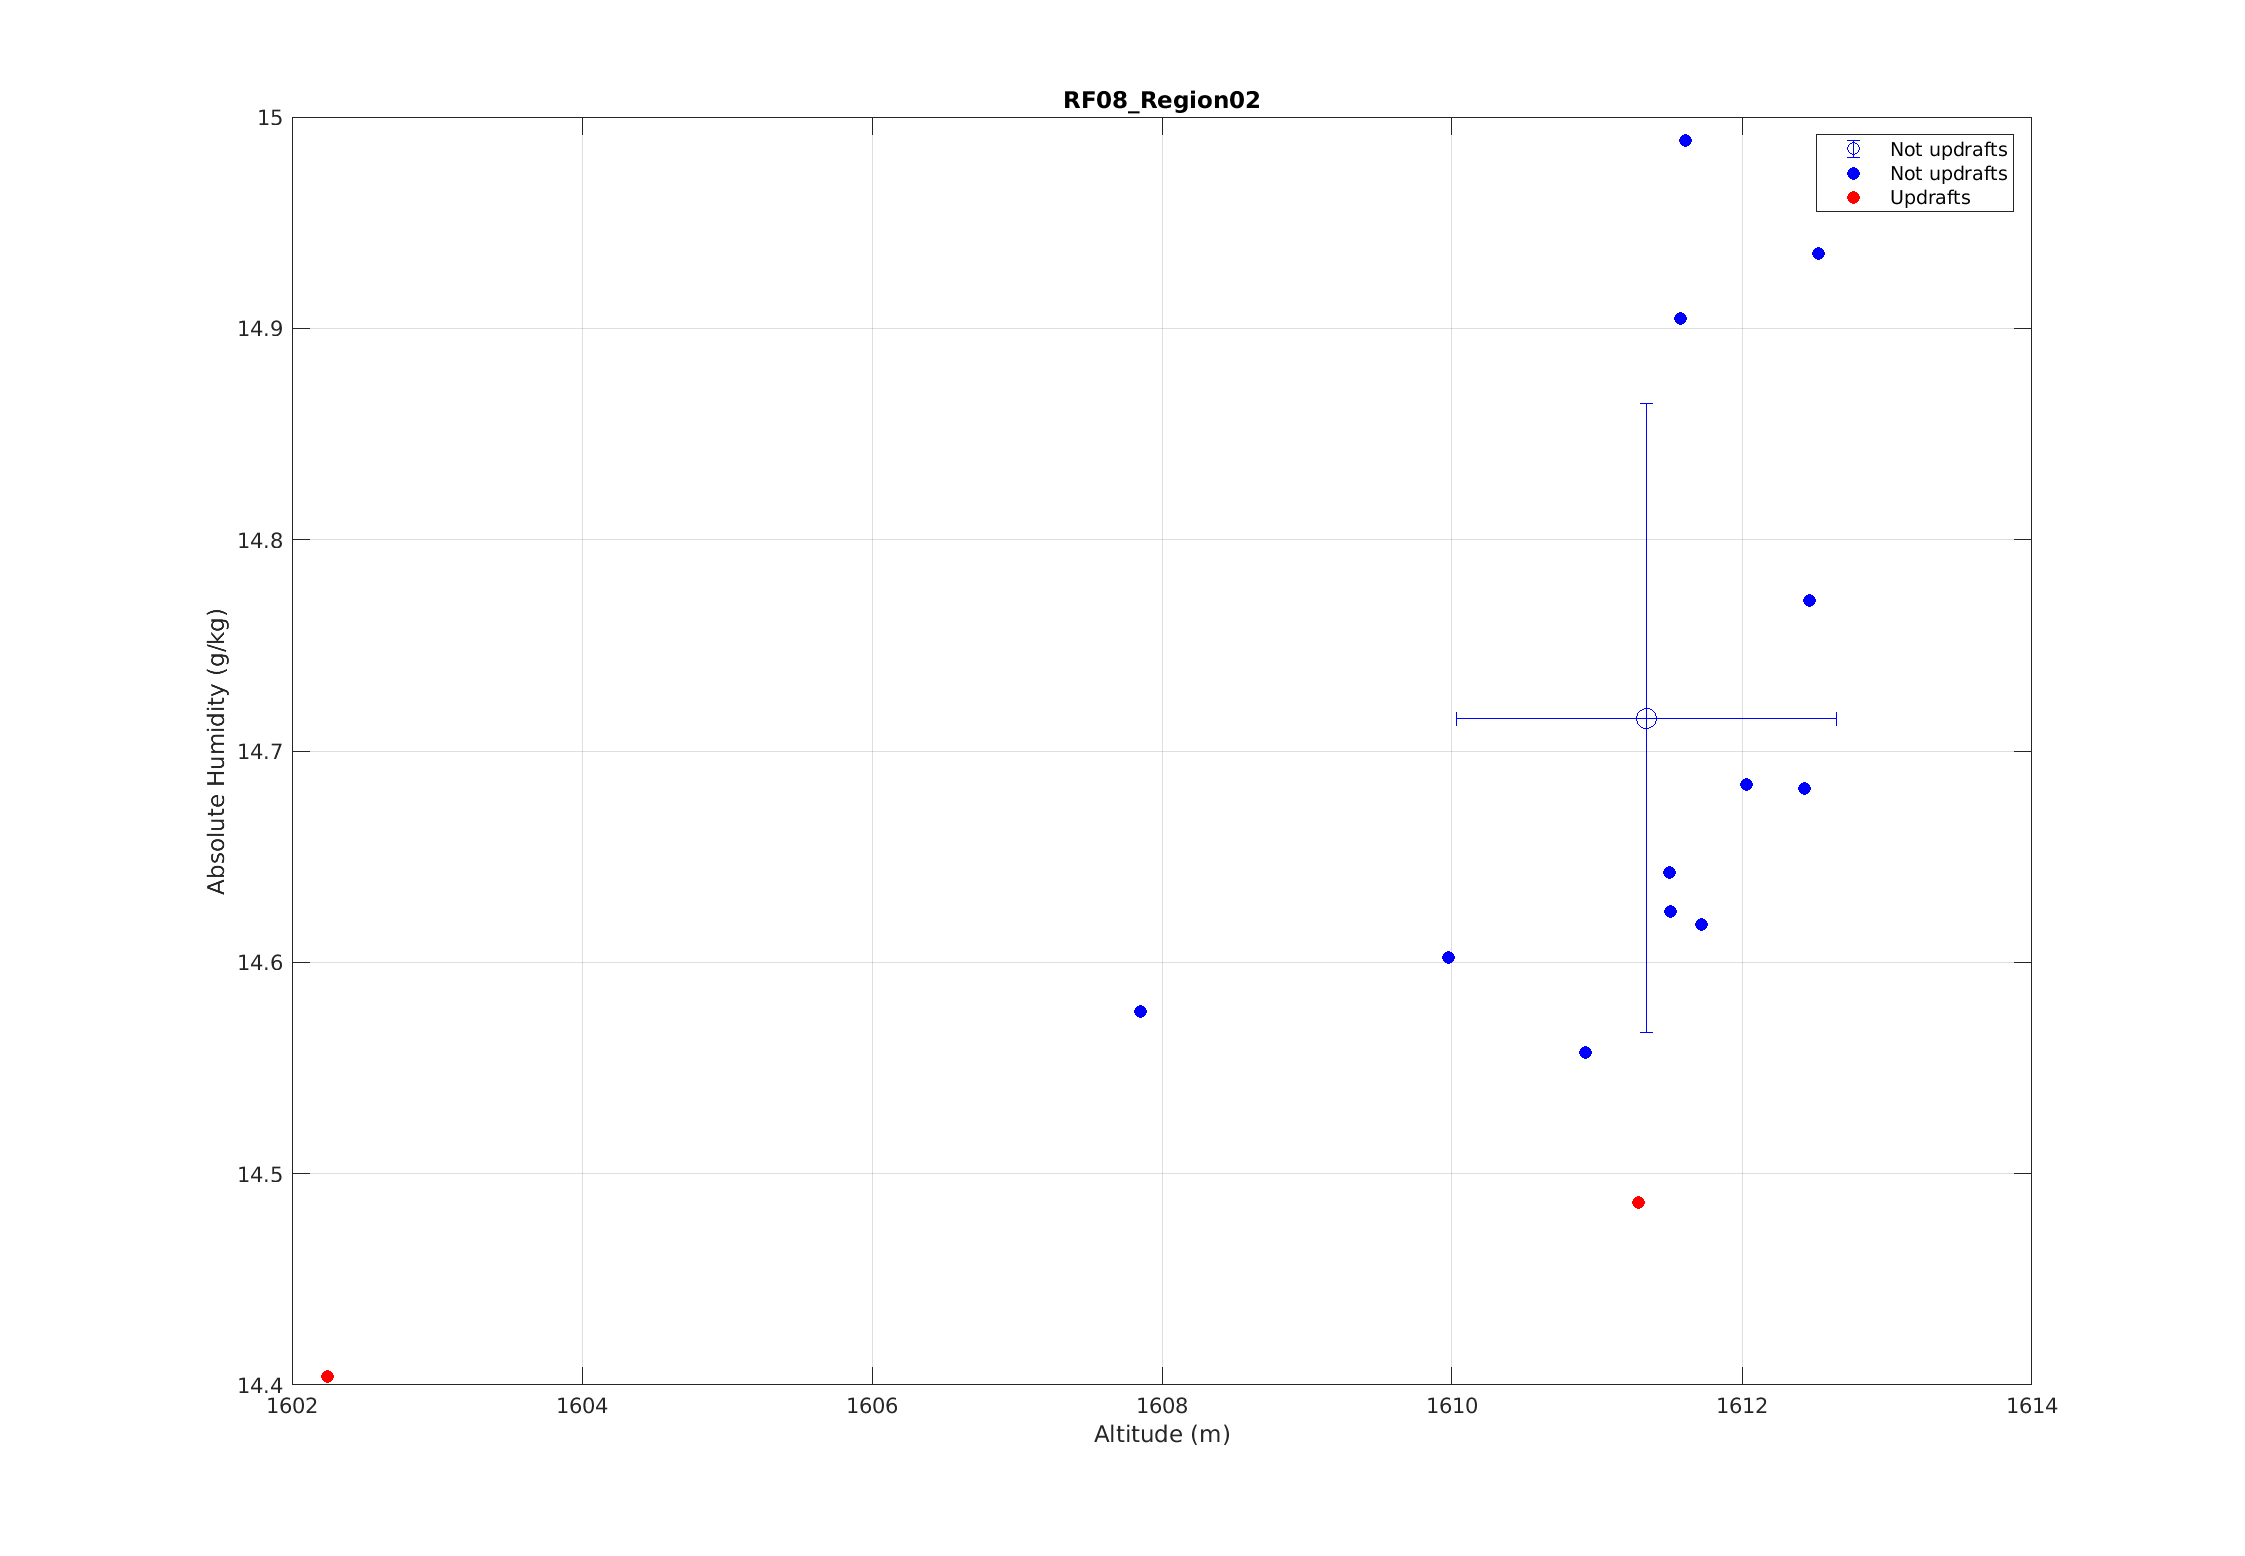 RF08_Region02
15
14.9
14.8
14.7
14.6
14.5
14.4
Absolute Humidity (g/kg)
Not updrafts
Not updrafts
Updrafts
1602 1604 1606 1608 1610 1612 1614
Altitude (m)